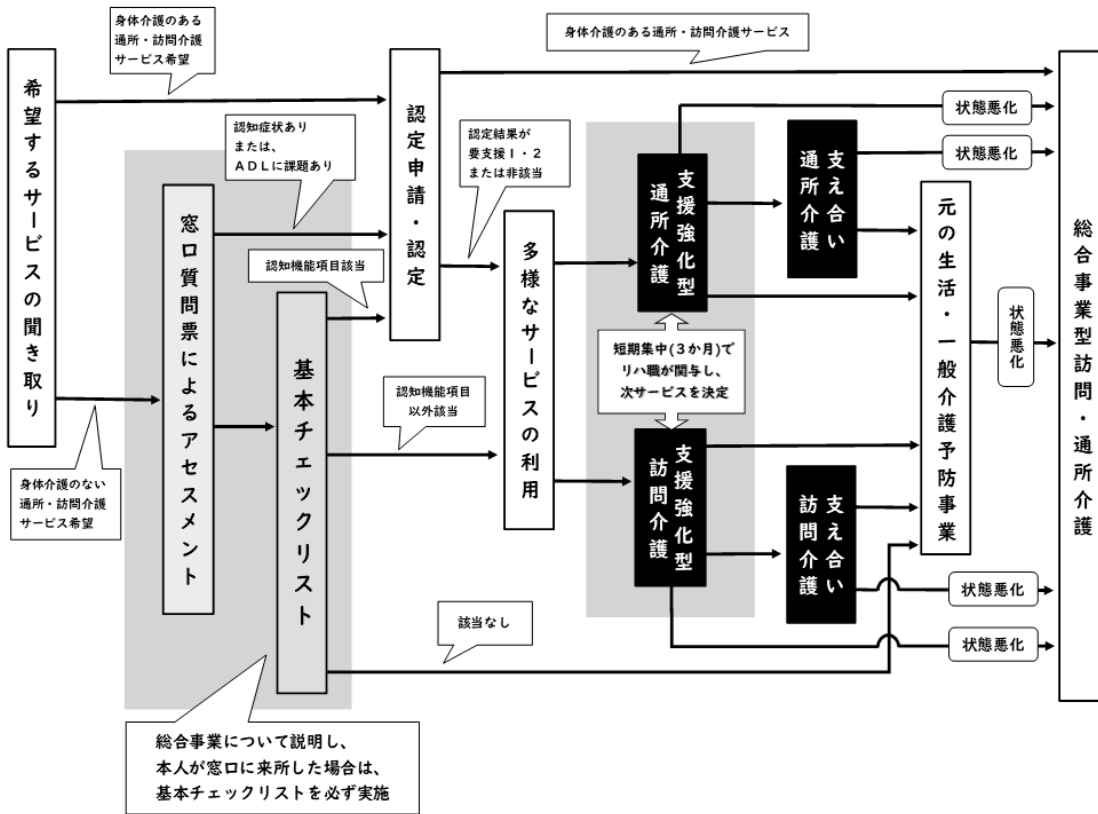 身体介護のある
通所・訪問介護
サービス希望
身体介護のある通所・訪問介護サービス
希望するサービスの聞き取り
認知症状あり
または、
ＡＤＬに課題あり
認定申請・認定
認定結果が
要支援１・２
または非該当
窓口質問票によるアセスメント
認知機能項目該当
基本チェックリスト
認知機能項目
以外該当
多様なサービスの利用
支援強化型
通所介護
支え合い
通所介護
状態悪化
状態悪化
短期集中(３か月)で
リハ職が関与し、
次サービスを決定
元の生活・一般介護予防事業
状態悪化
総合事業型訪問・通所介護
身体介護のない
通所・訪問介護
サービス希望
支援強化型
訪問介護
支え合い
訪問介護
状態悪化
状態悪化
該当なし
総合事業について説明し、
本人が窓口に来所した場合は、
基本チェックリストを必ず実施